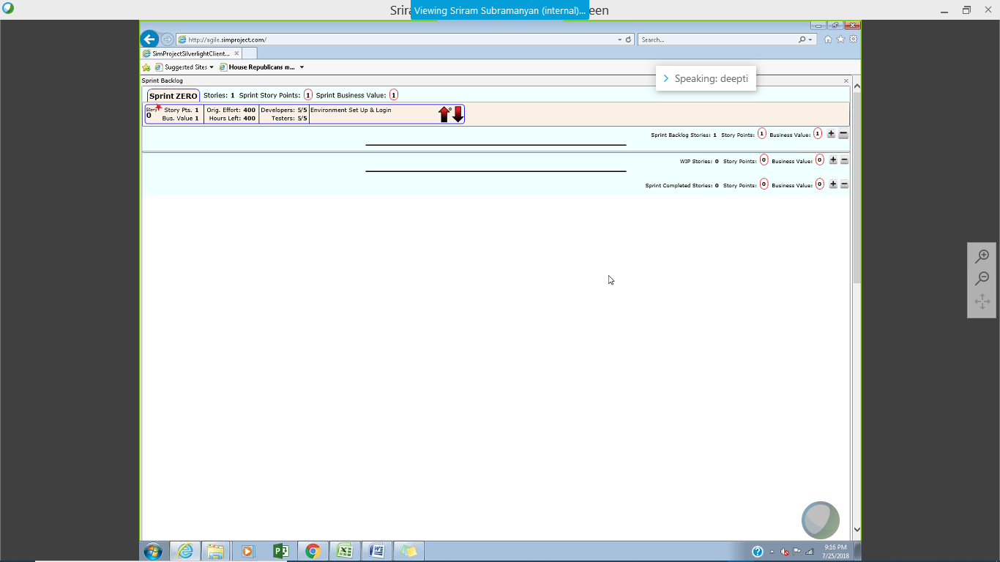 Srira
Viewing Sriram Subramanyan (internal)...
een
http://agile.simproject.com/
Search...
SimProjectSilverlightClient...
Suggested Sites
House Republicans m...
Sprint Backlog
Speaking: deepti
Sprint ZERO Stories: 1 Sprint Story Points: 1 Sprint Business Value: 1
Story
0
Story Pts. 1 Orig. Effort: 400 Developers: 5/5 Environment Set Up & Login
Bus. Value 1 Hours Left: 400 Testers: 5/5
Sprint Backlog Stories: 1 Story Points: 1 Business Value: 1
WIP Stories: 0 Story Points: 0 Business Value: 0
Sprint Completed Stories: 0 Story Points: 0 Business Value: 0
9:16 PM
7/25/2018